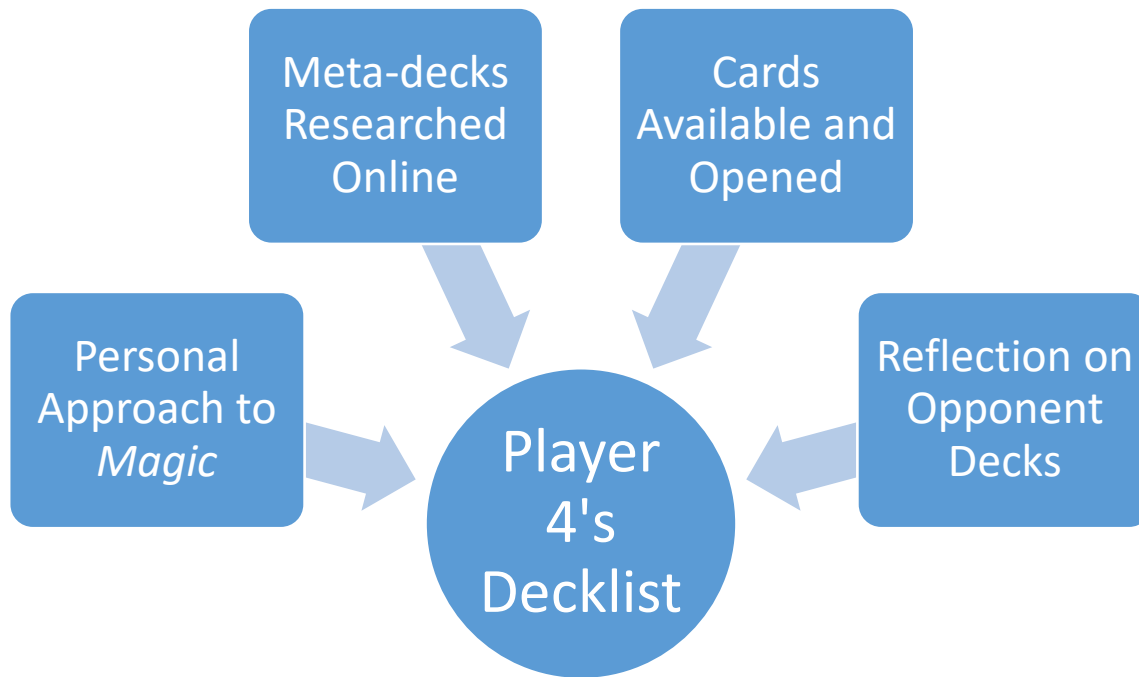 Meta-decks
Researched
Online
Cards
Available and
Opened
Personal
Approach to
Magic
Reflection on
Opponent
Decks
Player
4's
Decklist